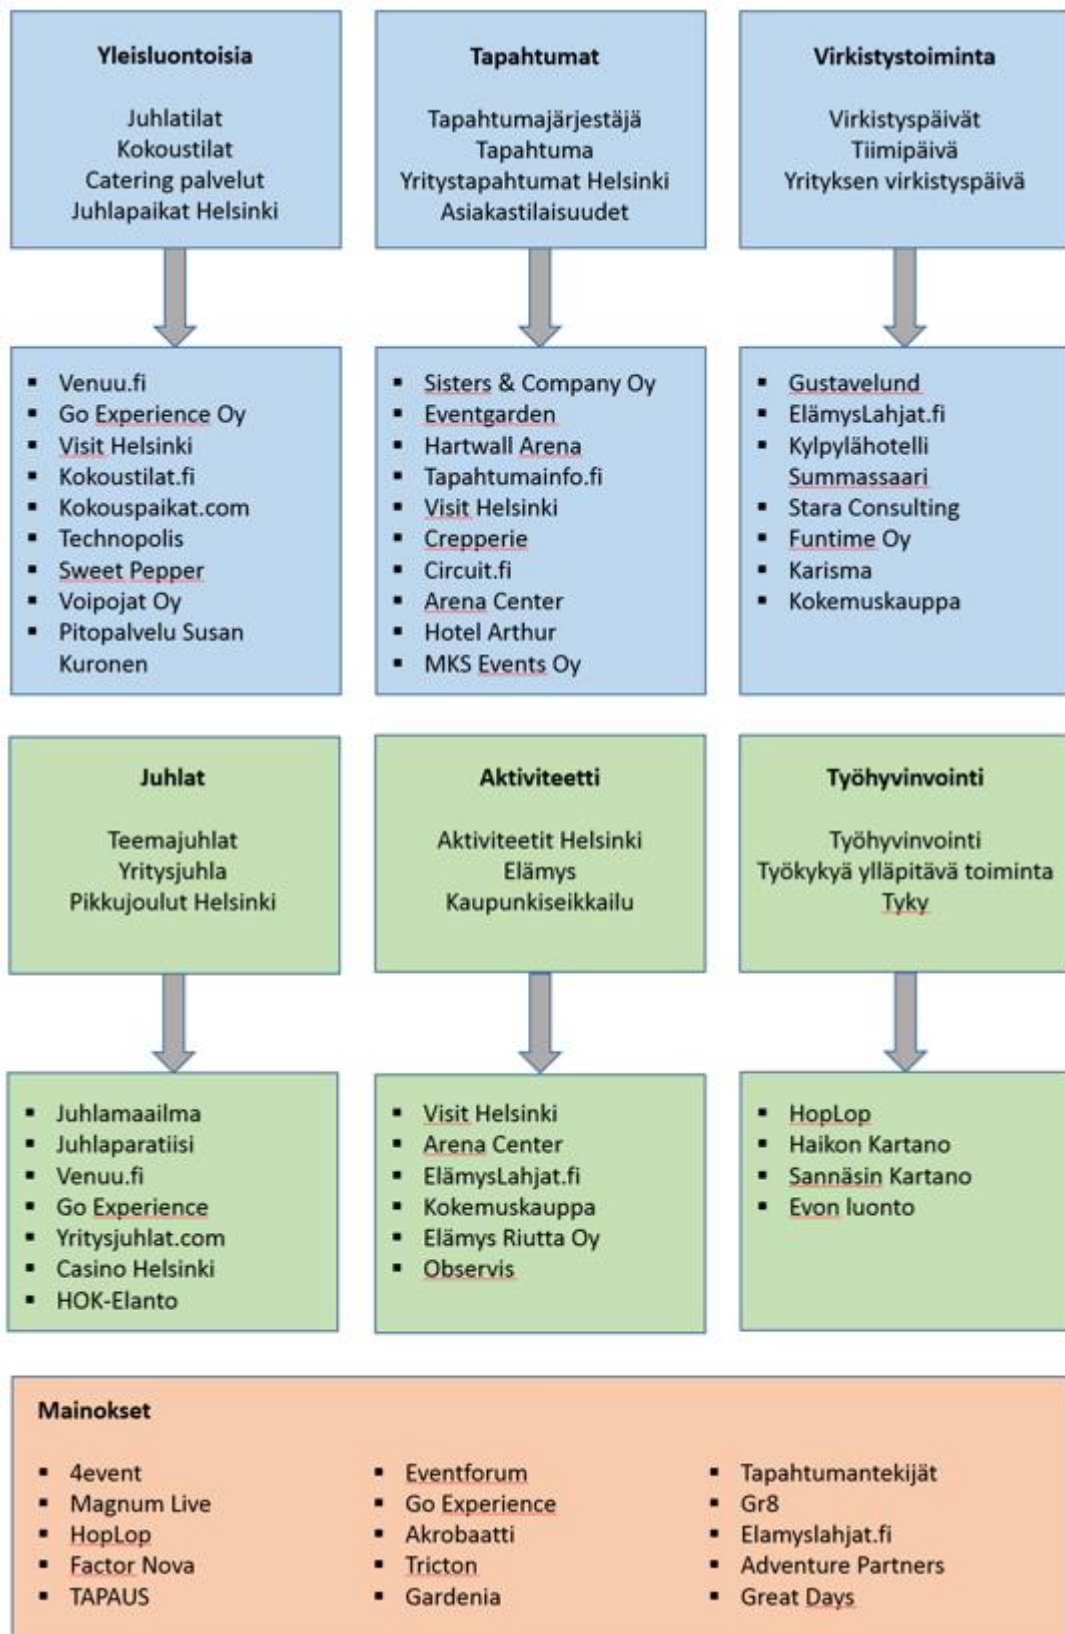 Yleisluontoisia
Juhlatilat
Kokoustilat
Catering palvelut
Juhlapaikat Helsinki
Tapahtumat
Tapahtumajärjestäjä
Tapahtuma
Yritystapahtumat Helsinki
Asiakastilaisuudet
Virkistystoiminta
Virkistyspäivät
Tiimipäivä
Yrityksen virkistyspäivä
▪ Venuu.fi
▪ Go Experience Oy
▪ Visit Helsinki
▪ Kokoustilat.fi
▪ Kokouspaikat.com
▪ Technopolis
▪ Sweet Pepper
▪ Voipojat Oy
▪ Pitopalvelu Susan
Kuronen
▪ Sisters & Company Oy
▪ Eventgarden
▪ Hartwall Arena
▪ Tapahtumainfo.fi
▪ Visit Helsinki
▪ Crepperie
▪ Circuit.fi
▪ Arena Center
▪ Hotel Arthur
▪ MKS Events Oy
▪ Gustavelund
▪ ElämysLahjat.fi
▪ Kylpylähotelli
Summassaari
▪ Stara Consulting
▪ Funtime Oy
▪ Karisma
▪ Kokemuskauppa
Juhlat
Teemajuhlat
Yritysjuhla
Pikkujoulut Helsinki
Aktiviteetti
Aktiviteetit Helsinki
Elämys
Kaupunkiseikkailu
Työhyvinvointi
Työhyvinvointi
Työkykyä ylläpitävä toiminta
Tyky
▪ Juhlamaailma
▪ Juhlaparatiisi
▪ Venuu.fi
▪ Go Experience
▪ Yritysjuhlat.com
▪ Casino Helsinki
▪ HOK-Elanto
▪ Visit Helsinki
▪ Arena Center
▪ ElämysLahjat.fi
▪ Kokemuskauppa
▪ Elämys Riutta Oy
▪ Observis
▪ HopLop
▪ Haikon Kartano
▪ Sannäsin Kartano
▪ Evon luonto
Mainokset
▪ 4event
▪ Magnum Live
▪ HopLop
▪ Factor Nova
▪ TAPAUS
▪ Eventforum
▪ Go Experience
▪ Akrobaatti
▪ Tricton
▪ Gardenia
▪ Tapahtumantekijät
▪ Gr8
▪ Elamyslahjat.fi
▪ Adventure Partners
▪ Great Days